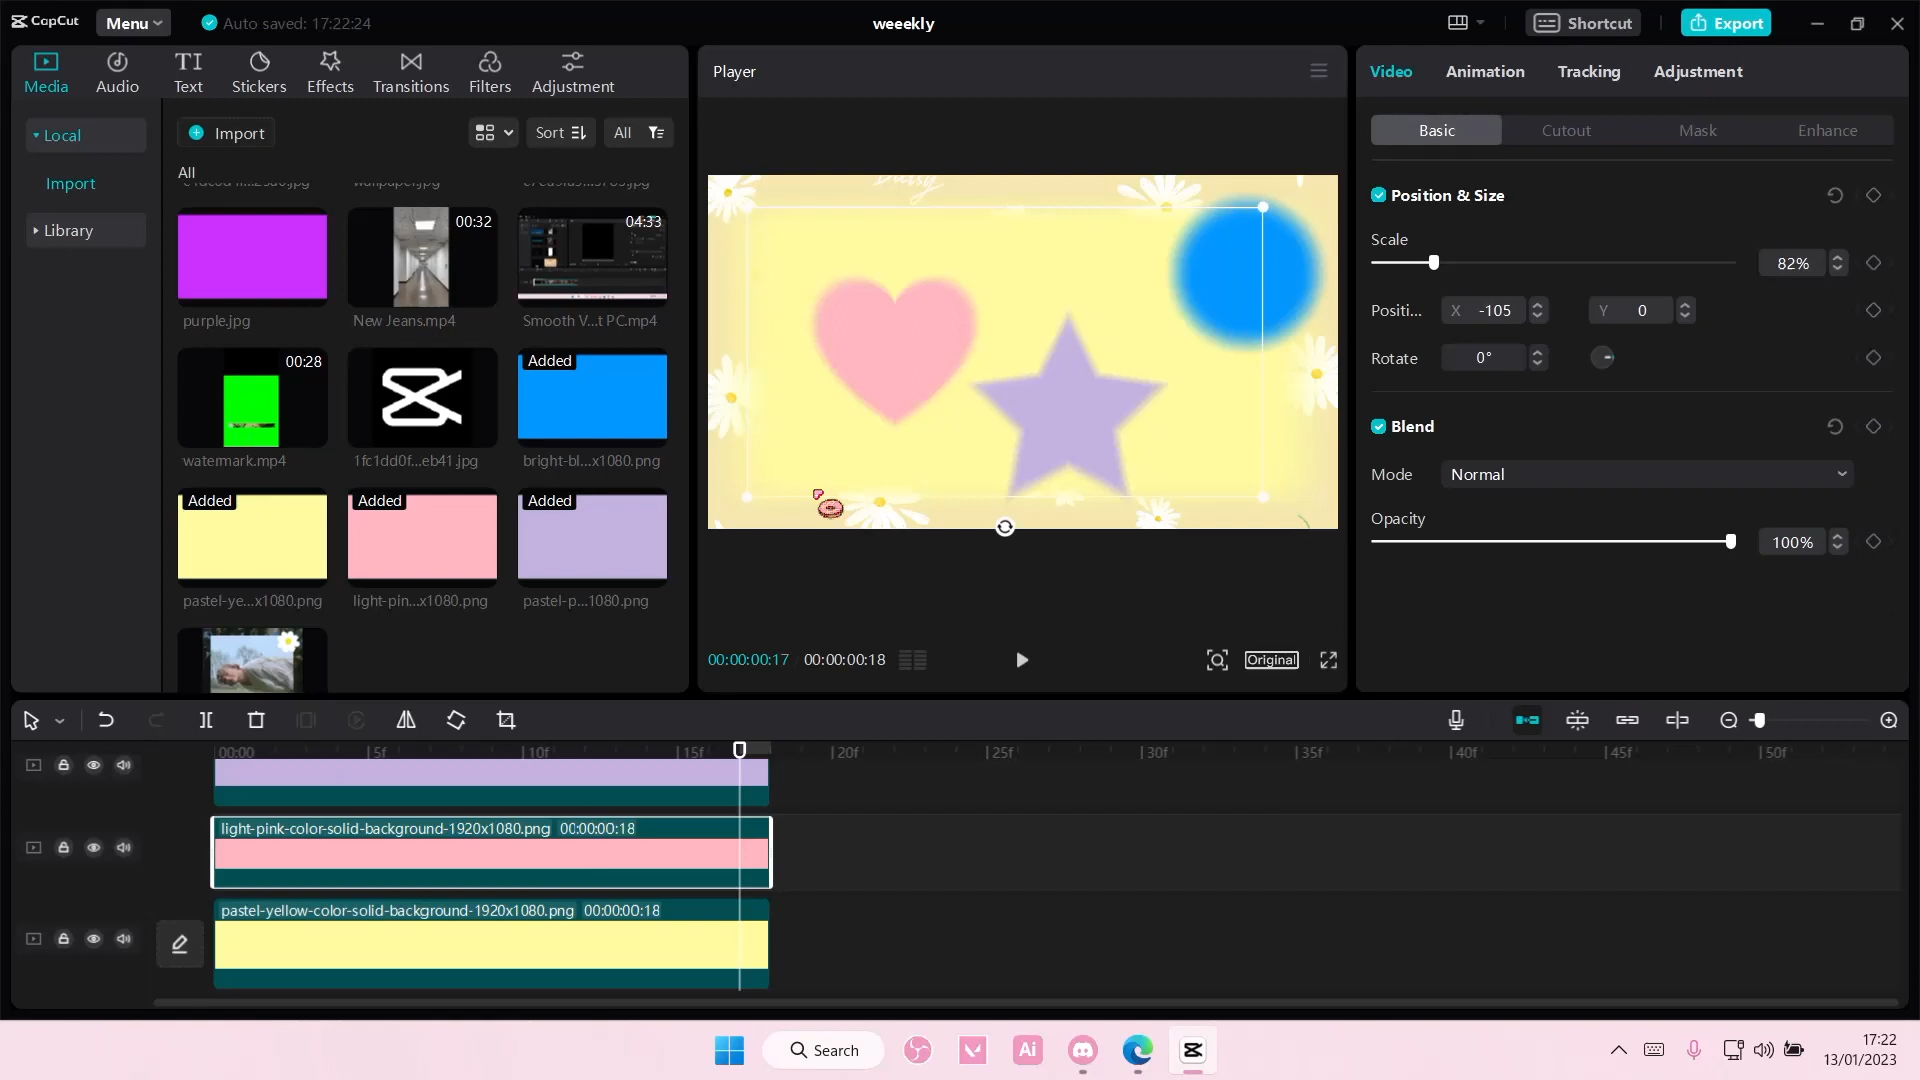 CapCut
Menu
Auto saved: 17:22:24
weeekly
Shortcut
Export
Media
Audio
Text
Stickers
Effects
Transitions
Filters
Adjustment
Local
Import
Library
Import
Sort
All
All
wallpaper.jpg
00:32
04:33
purple.jpg
New Jeans.mp4
Smooth V...t PC.mp4
00:28
Added
watermark.mp4
1fc1dd0f...eb41.jpg
bright-bl...x1080.png
Added
Added
Added
pastel-ye...x1080.png
light-pin...x1080.png
pastel-p...1080.png
Player
Daisy
00:00:00:17
00:00:00:18
Original
Video
Animation
Tracking
Adjustment
Basic
Cutout
Mask
Enhance
Position & Size
Scale
82%
Positi...
X -105
Y 0
Rotate
0°
Blend
Mode
Normal
Opacity
100%
00:00
|5f
|10f
|15f
|20f
|25f
|30f
|35f
|40f
|45f
|50f
light-pink-color-solid-background-1920x1080.png 00:00:00:18
pastel-yellow-color-solid-background-1920x1080.png 00:00:00:18
Search
Ai
17:22
13/01/2023